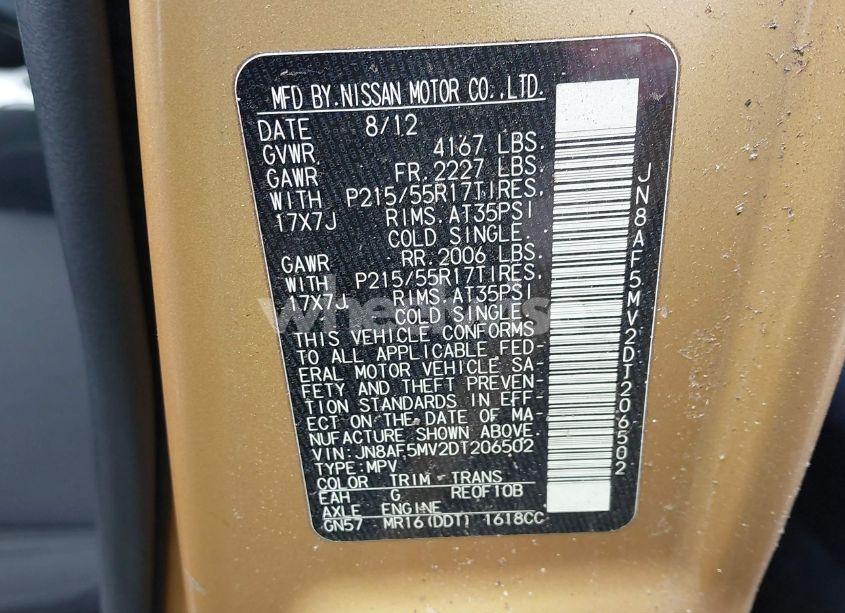 MFD BY.NISSAN MOTOR CO.,LTD.
DATE 8/12
GVWR 4167 LBS.
GAWR FR.2227 LBS.
WITH P215/55R17TIRES.
17X7J RIMS.AT35PSI
COLD SINGLE.
GAWR RR.2006 LBS.
WITH P215/55R17TIRES.
17X7J RIMS.AT35PSI
COLD SINGLE.
THIS VEHICLE CONFORMS
TO ALL APPLICABLE FED-
ERAL MOTOR VEHICLE SA-
FETY AND THEFT PREVEN-
TION STANDARDS IN EFF-
ECT ON THE DATE OF MA-
NUFACTURE SHOWN ABOVE.
VIN:JN8AF5MV2DT206502
TYPE:MPV
COLOR TRIM TRANS
EAH G RE0F10B
AXLE ENGINE
GN57 MR16(DDT) 1618CC
JN8AF5MV2DT206502